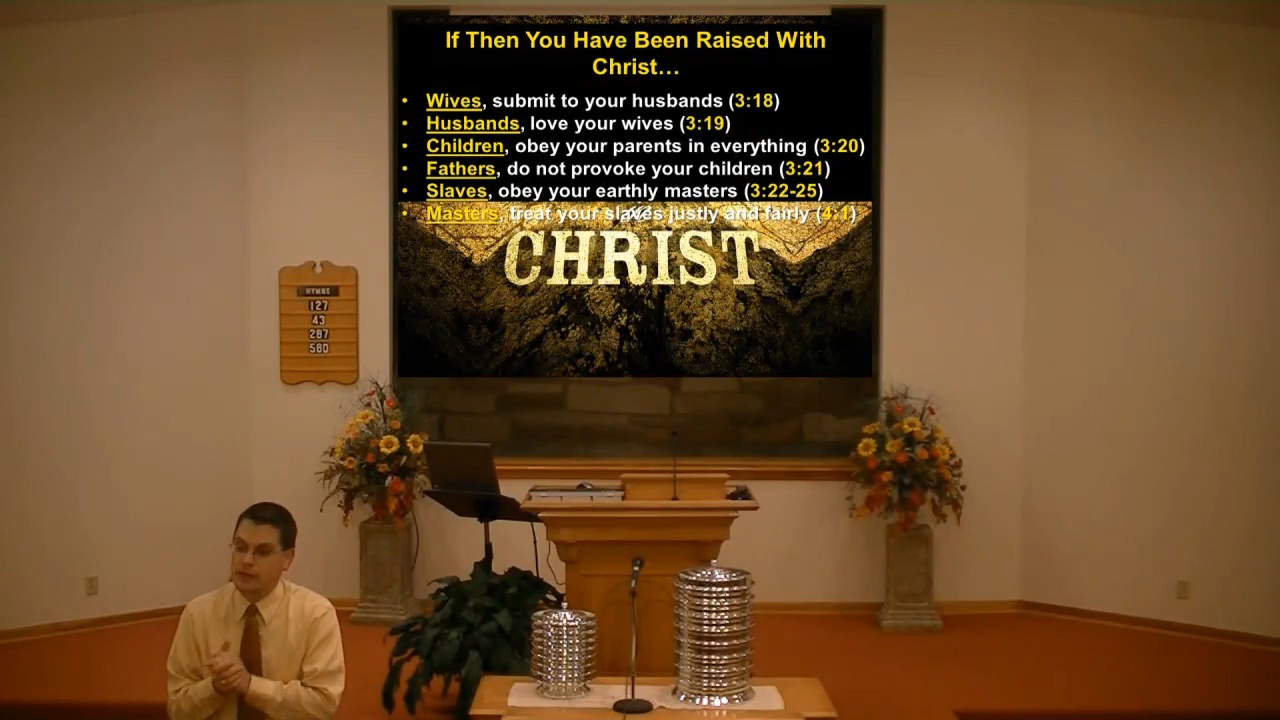 If Then You Have Been Raised With
Christ…
• Wives, submit to your husbands (3:18)
• Husbands, love your wives (3:19)
• Children, obey your parents in everything (3:20)
• Fathers, do not provoke your children (3:21)
• Slaves, obey your earthly masters (3:22-25)
• Masters, treat your slaves justly and fairly (4:1)
CHRIST
HYMNS
127
43
287
580